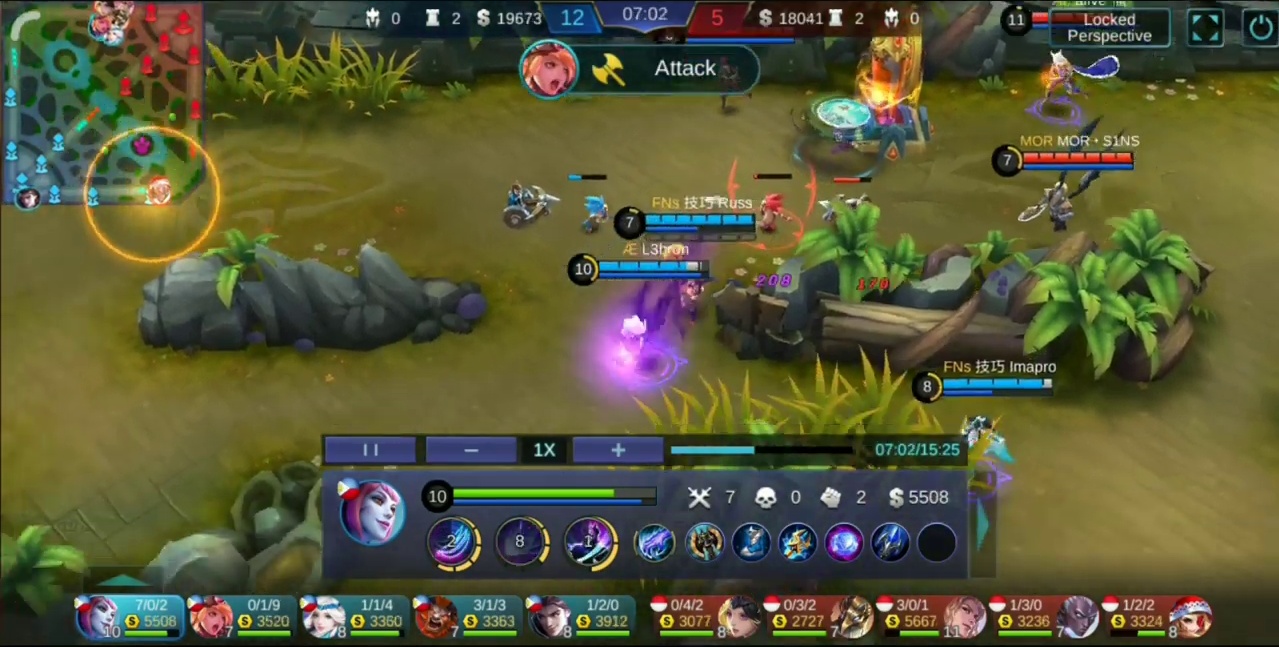 0 2 $ 19673 12 07:02 5 $ 18041 2 0
11
Locked
Perspective
Attack
MOR MOR • S1NS
7
FNs 技巧 Russ
7
Æ L3bron
10
208 170
FNs 技巧 Imapro
8
1X
07:02/15:25
10
7 0 2 $ 5508
2 8 1
7/0/2 0/1/9 1/1/4 3/1/3 1/2/0 0/4/2 0/3/2 3/0/1 1/3/0 1/2/2
5508 3520 3360 3363 3912 3077 2727 5667 3236 3324
10 7 8 7 8 8 7 11 7 8